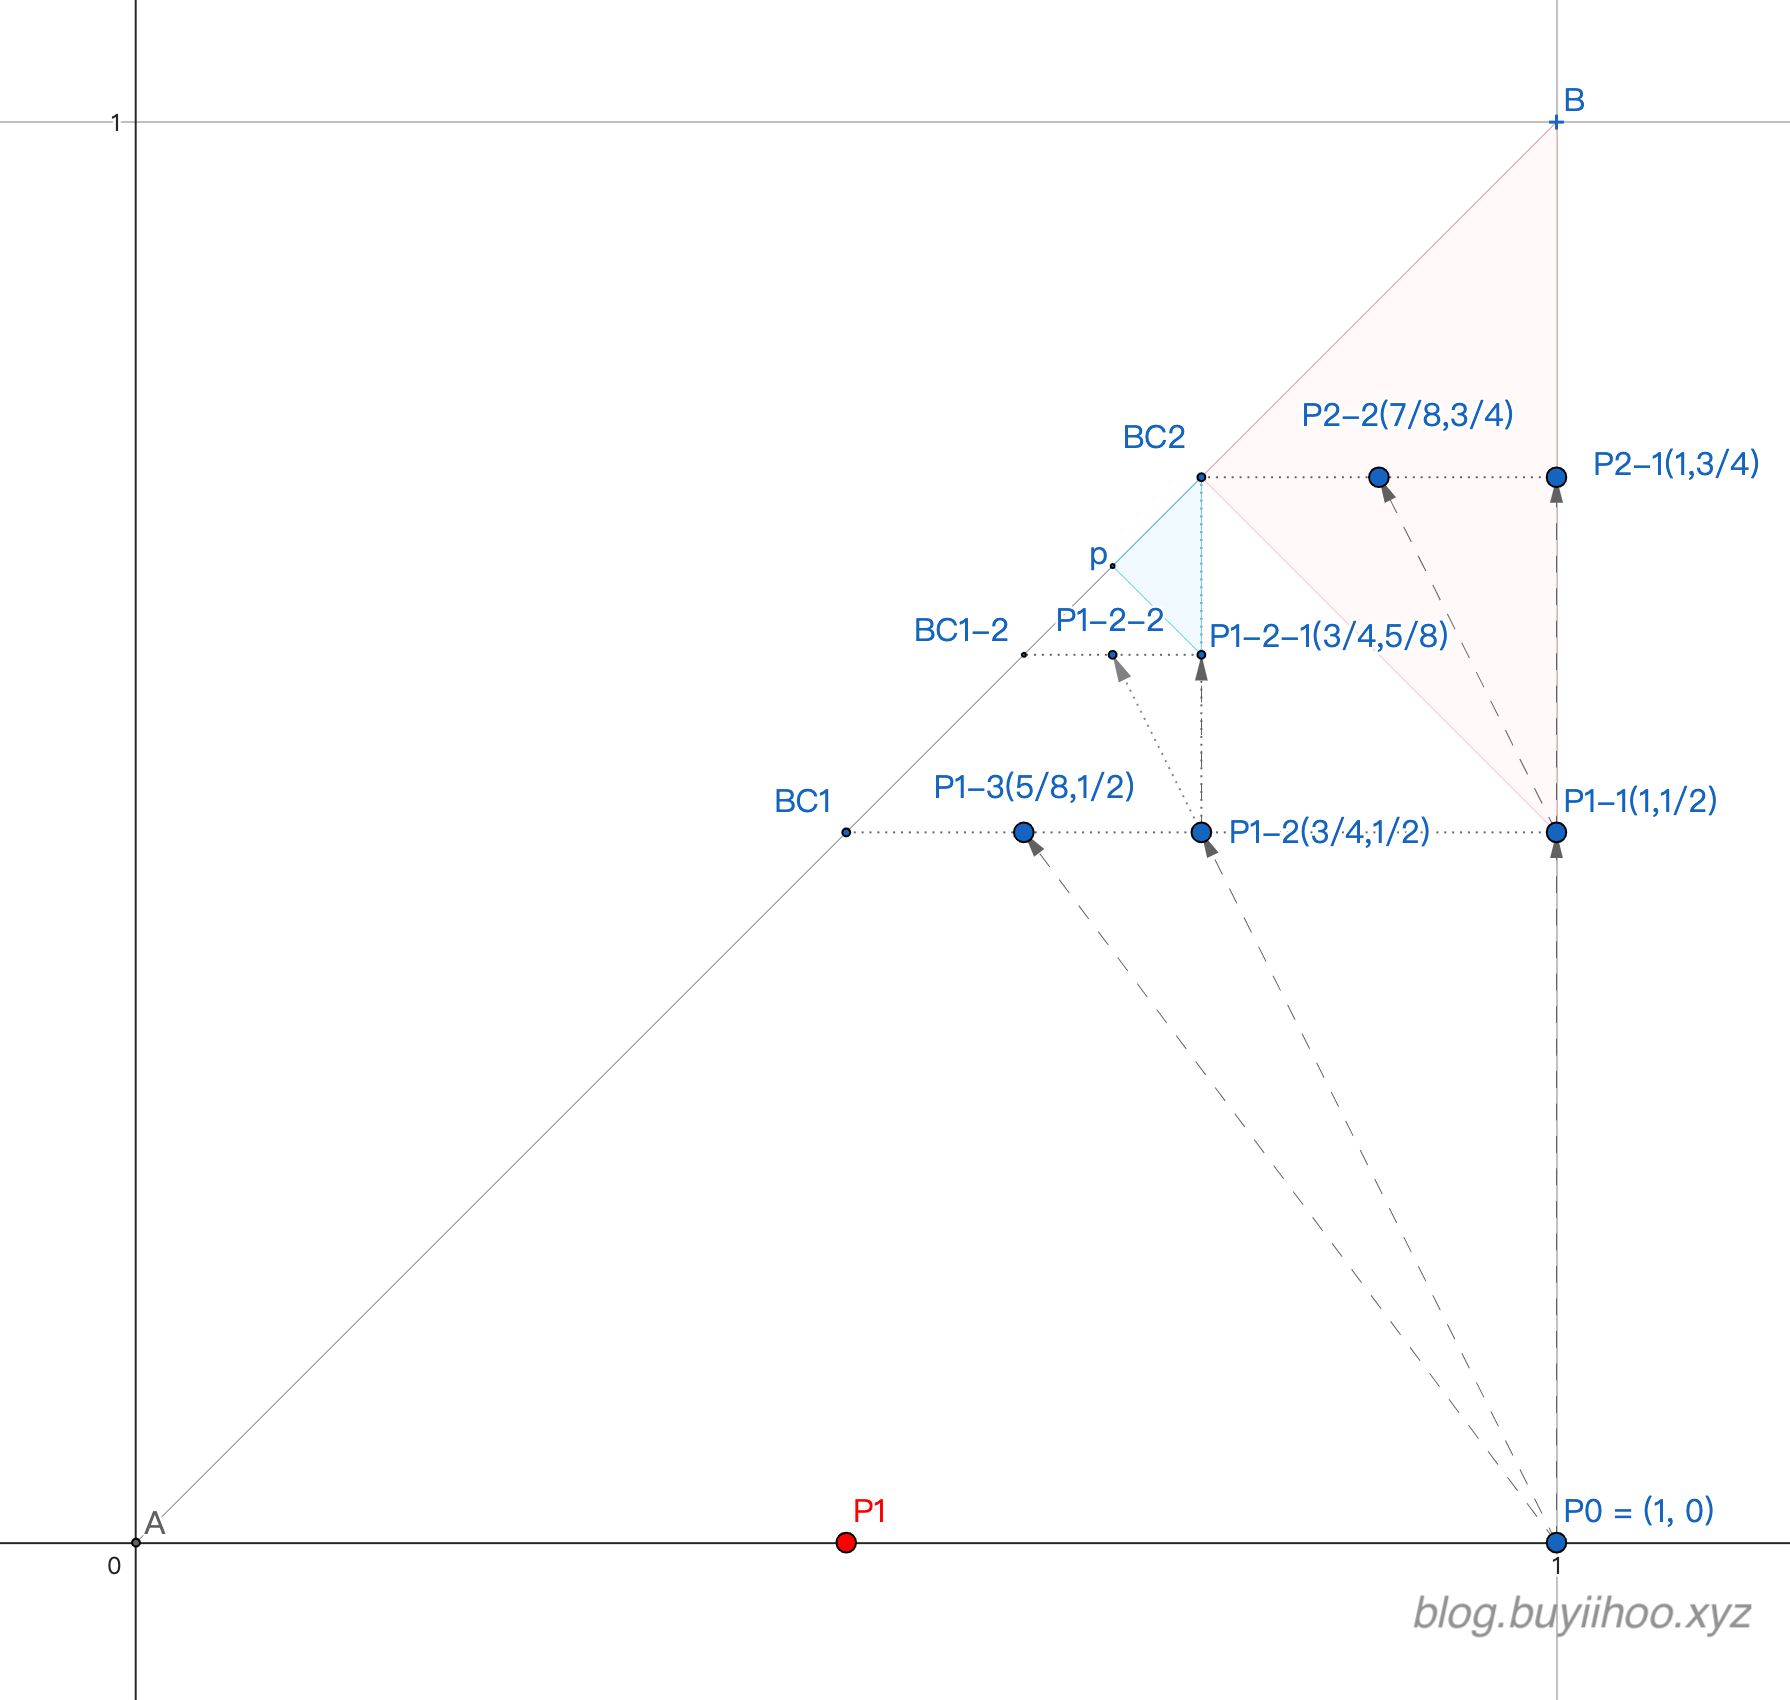 B
1
P2-2(7/8,3/4)
BC2
P2-1(1,3/4)
p
P1-2-2
BC1-2
P1-2-1(3/4,5/8)
P1-3(5/8,1/2)
BC1
P1-1(1,1/2)
P1-2(3/4,1/2)
P1
P0 = (1, 0)
A
0
1
blog.buyiihoo.xyz